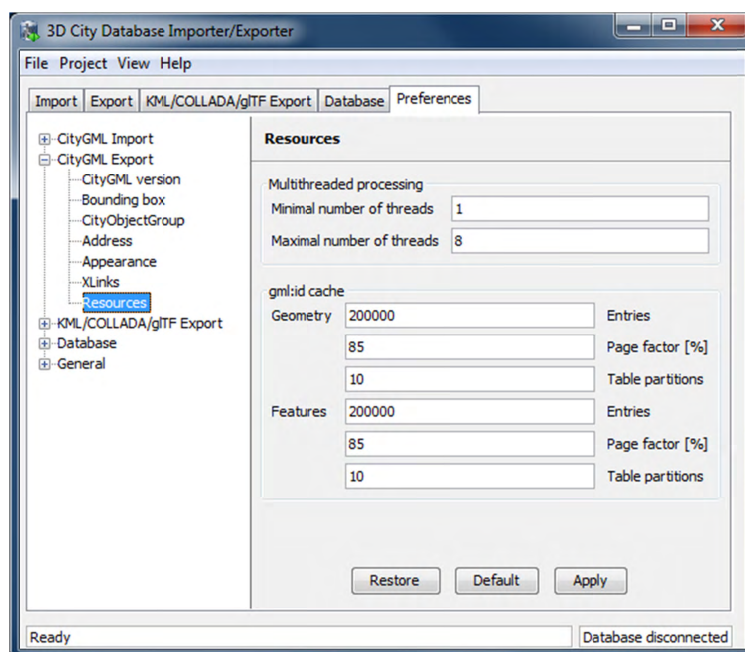 3D City Database Importer/Exporter
File Project View Help
Import Export KML/COLLADA/glTF Export Database Preferences
CityGML Import
CityGML Export
CityGML version
Bounding box
CityObjectGroup
Address
Appearance
XLinks
Resources
KML/COLLADA/glTF Export
Database
General
Resources
Multithreaded processing
Minimal number of threads 1
Maximal number of threads 8
gml:id cache
Geometry 200000 Entries
85 Page factor [%]
10 Table partitions
Features 200000 Entries
85 Page factor [%]
10 Table partitions
Restore Default Apply
Ready Database disconnected